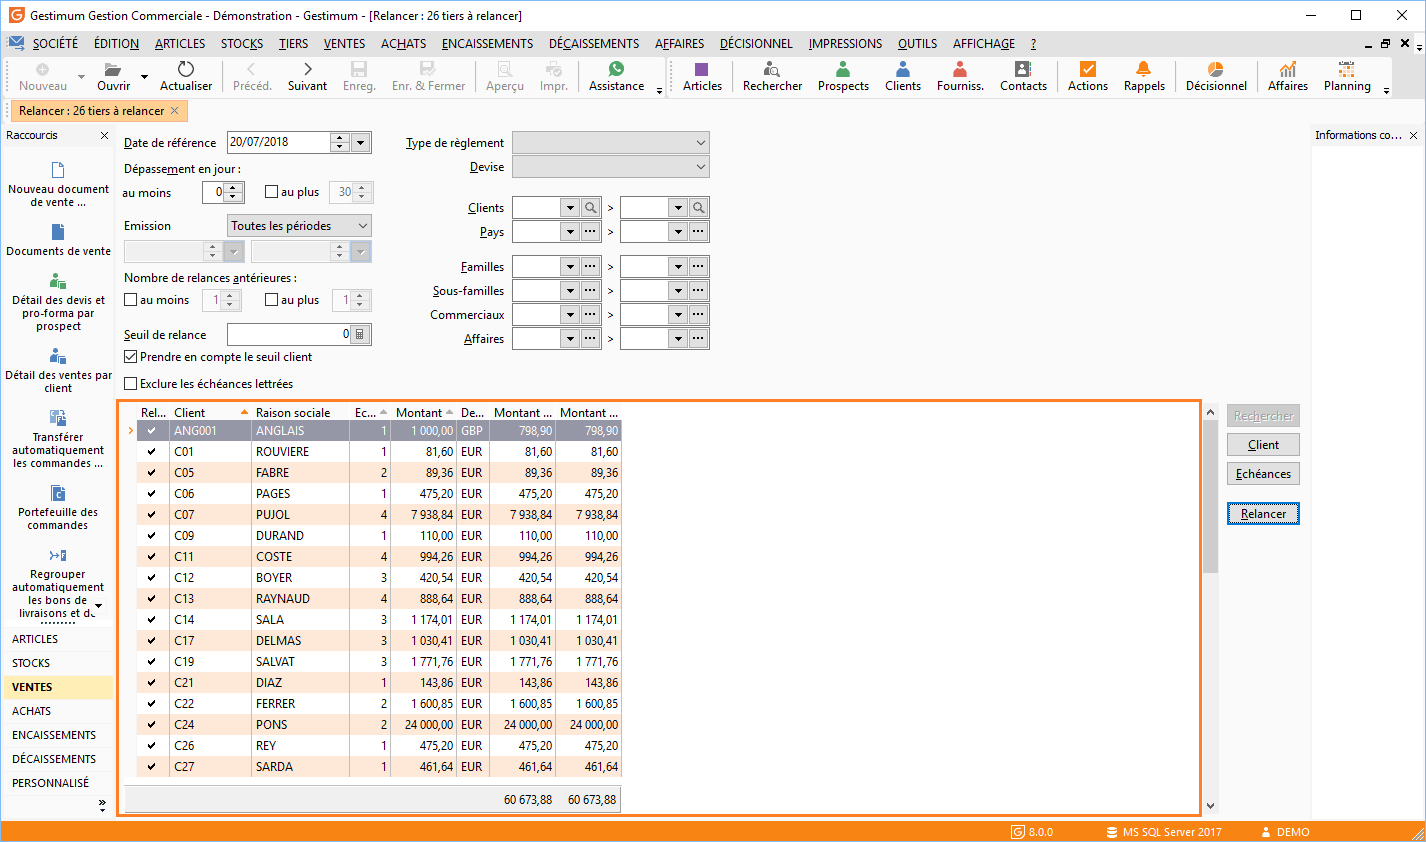 Gestimum Gestion Commerciale - Démonstration - Gestimum - [Relancer : 26 tiers à relancer]
SOCIÉTÉ ÉDITION ARTICLES STOCKS TIERS VENTES ACHATS ENCAISSEMENTS DÉCAISSEMENTS AFFAIRES DÉCISIONNEL IMPRESSIONS OUTILS AFFICHAGE ?
Nouveau Ouvrir Actualiser Précéd. Suivant Enreg. Enr. & Fermer Aperçu Impr. Assistance Articles Rechercher Prospects Clients Fourniss. Contacts Actions Rappels Décisionnel Affaires Planning
Relancer : 26 tiers à relancer
Raccourcis
Nouveau document
de vente ...
Documents de vente
Détail des devis et
pro-forma par
prospect
Détail des ventes par
client
Transférer
automatiquement
les commandes ...
Portefeuille des
commandes
Regrouper
automatiquement
les bons de
livraisons et d
ARTICLES
STOCKS
VENTES
ACHATS
ENCAISSEMENTS
DÉCAISSEMENTS
PERSONNALISÉ
Date de référence 20/07/2018
Dépassement en jour :
au moins 0 au plus 30
Emission Toutes les périodes
Nombre de relances antérieures :
au moins 1 au plus 1
Seuil de relance 0
Prendre en compte le seuil client
Exclure les échéances lettrées
Type de règlement
Devise
Clients >
Pays >
Familles >
Sous-familles >
Commerciaux >
Affaires >
Rel... Client Raison sociale Ec... Montant De... Montant ... Montant ...
ANG001 ANGLAIS 1 1 000,00 GBP 798,90 798,90
C01 ROUVIERE 1 81,60 EUR 81,60 81,60
C05 FABRE 2 89,36 EUR 89,36 89,36
C06 PAGES 1 475,20 EUR 475,20 475,20
C07 PUJOL 4 7 938,84 EUR 7 938,84 7 938,84
C09 DURAND 1 110,00 EUR 110,00 110,00
C11 COSTE 4 994,26 EUR 994,26 994,26
C12 BOYER 3 420,54 EUR 420,54 420,54
C13 RAYNAUD 4 888,64 EUR 888,64 888,64
C14 SALA 3 1 174,01 EUR 1 174,01 1 174,01
C17 DELMAS 3 1 030,41 EUR 1 030,41 1 030,41
C19 SALVAT 3 1 771,76 EUR 1 771,76 1 771,76
C21 DIAZ 1 143,86 EUR 143,86 143,86
C22 FERRER 2 1 600,85 EUR 1 600,85 1 600,85
C24 PONS 2 24 000,00 EUR 24 000,00 24 000,00
C26 REY 1 475,20 EUR 475,20 475,20
C27 SARDA 1 461,64 EUR 461,64 461,64
60 673,88 60 673,88
Rechercher
Client
Echéances
Relancer
Informations co...
8.0.0 MS SQL Server 2017 DEMO